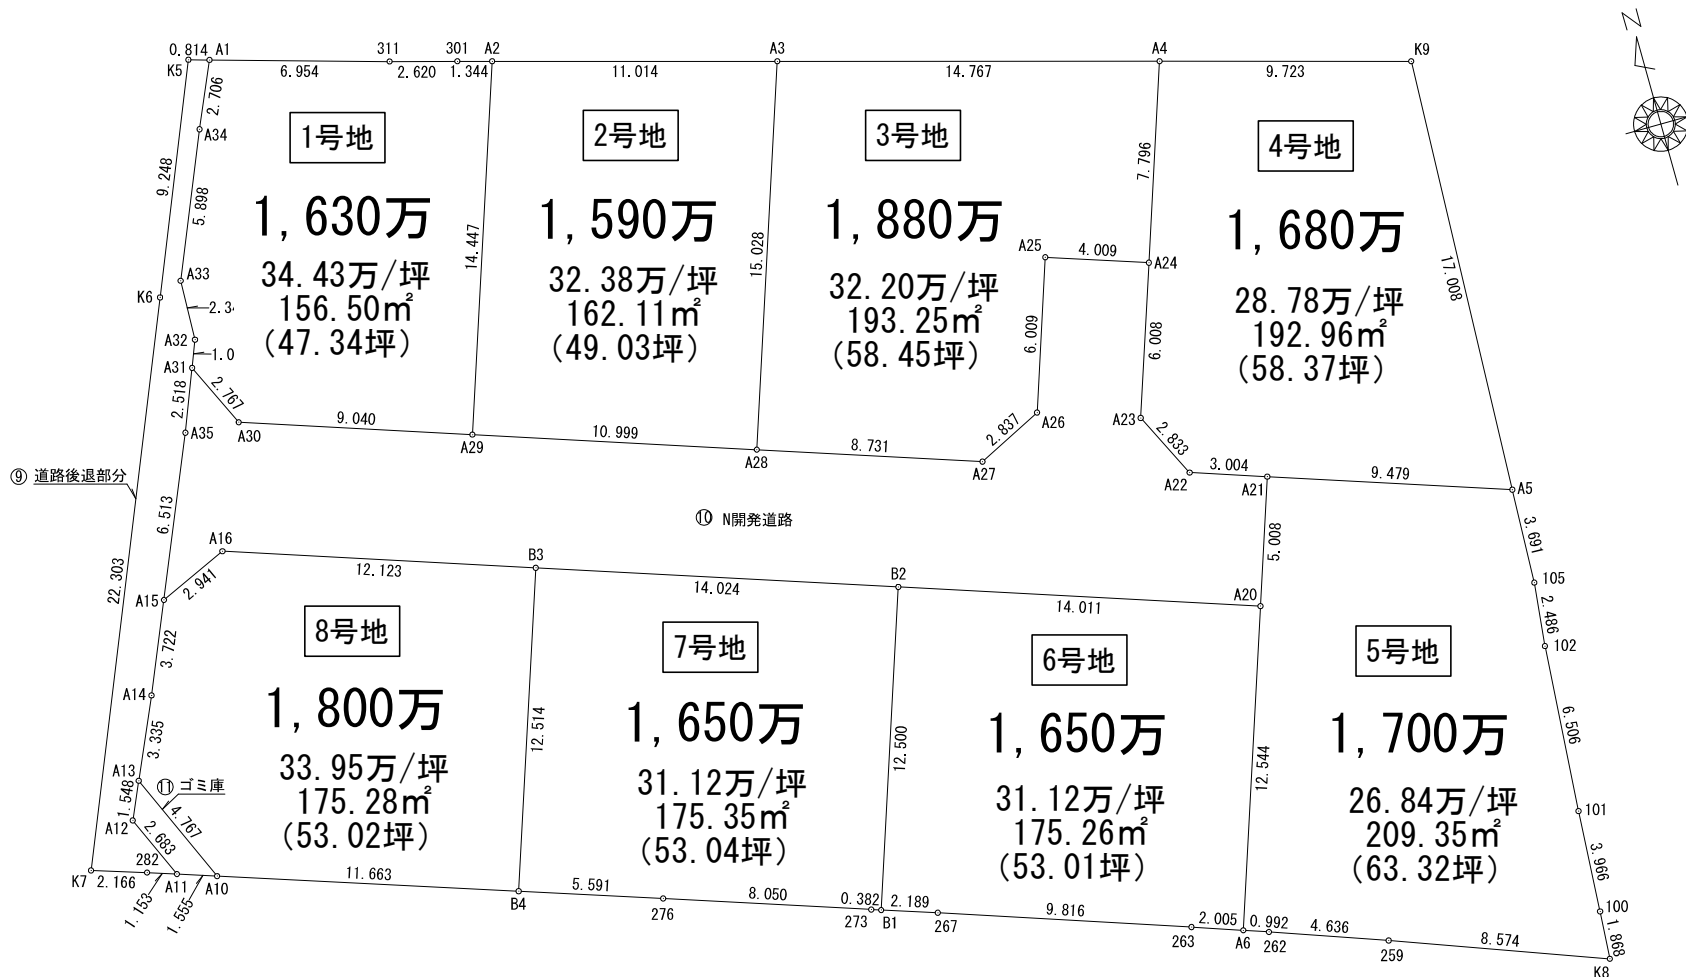 0.814 A1 311 301 A2 A3 A4 K9
K5 6.954 2.620 1.344 11.014 14.767 9.723
N
2.706
A34
9.248
5.898
A33
K6
2.3
A32
1.0
A31
2.518
2.767
A35
A30
9.040
A29
10.999
A28
8.731
A27
2.837
A26
6.009
A25
4.009
A24
7.796
6.008
A23
2.833
A22
3.004
A21
9.479
A5
17.008
14.447
15.028
1号地
1,630万
34.43万/坪
156.50㎡
(47.34坪)
2号地
1,590万
32.38万/坪
162.11㎡
(49.03坪)
3号地
1,880万
32.20万/坪
193.25㎡
(58.45坪)
4号地
1,680万
28.78万/坪
192.96㎡
(58.37坪)
⑨ 道路後退部分
⑩ N開発道路
6.513
22.303
A16
2.941
A15
12.123
B3
14.024
B2
14.011
A20
5.008
3.691
105
2.486
102
6.506
101
3.966
100
1.868
K8
3.722
A14
3.335
A13
⑪ ゴミ庫
1.548
4.767
A12
2.683
12.514
12.500
12.544
8号地
1,800万
33.95万/坪
175.28㎡
(53.02坪)
7号地
1,650万
31.12万/坪
175.35㎡
(53.04坪)
6号地
1,650万
31.12万/坪
175.26㎡
(53.01坪)
5号地
1,700万
26.84万/坪
209.35㎡
(63.32坪)
K7
2.166
282
1.153
A11
1.555
A10
11.663
B4
5.591
276
8.050
273
0.382
B1
2.189
267
9.816
263
2.005
A6
0.992
262
4.636
259
8.574